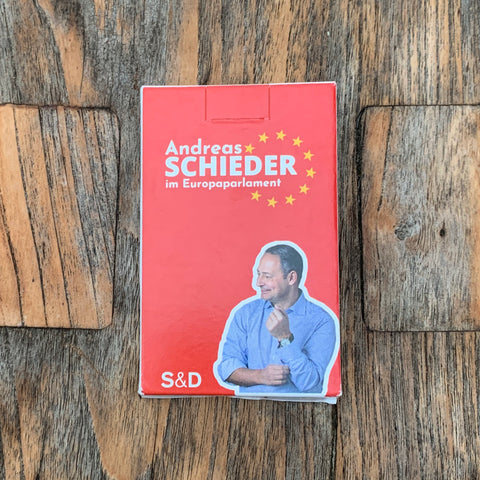 Andreas
SCHIEDER
im Europaparlament
S&D